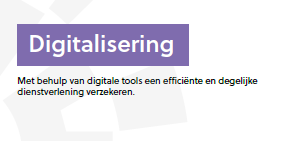 Digitalisering
Met behulp van digitale tools een efficiënte en degelijke
dienstverlening verzekeren.